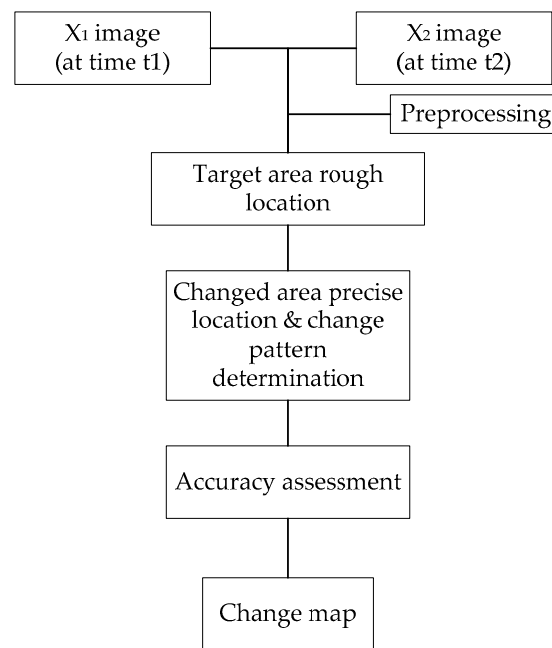 X1 image
(at time t1)
X2 image
(at time t2)
Preprocessing
Target area rough
location
Changed area precise
location & change
pattern
determination
Accuracy assessment
Change map